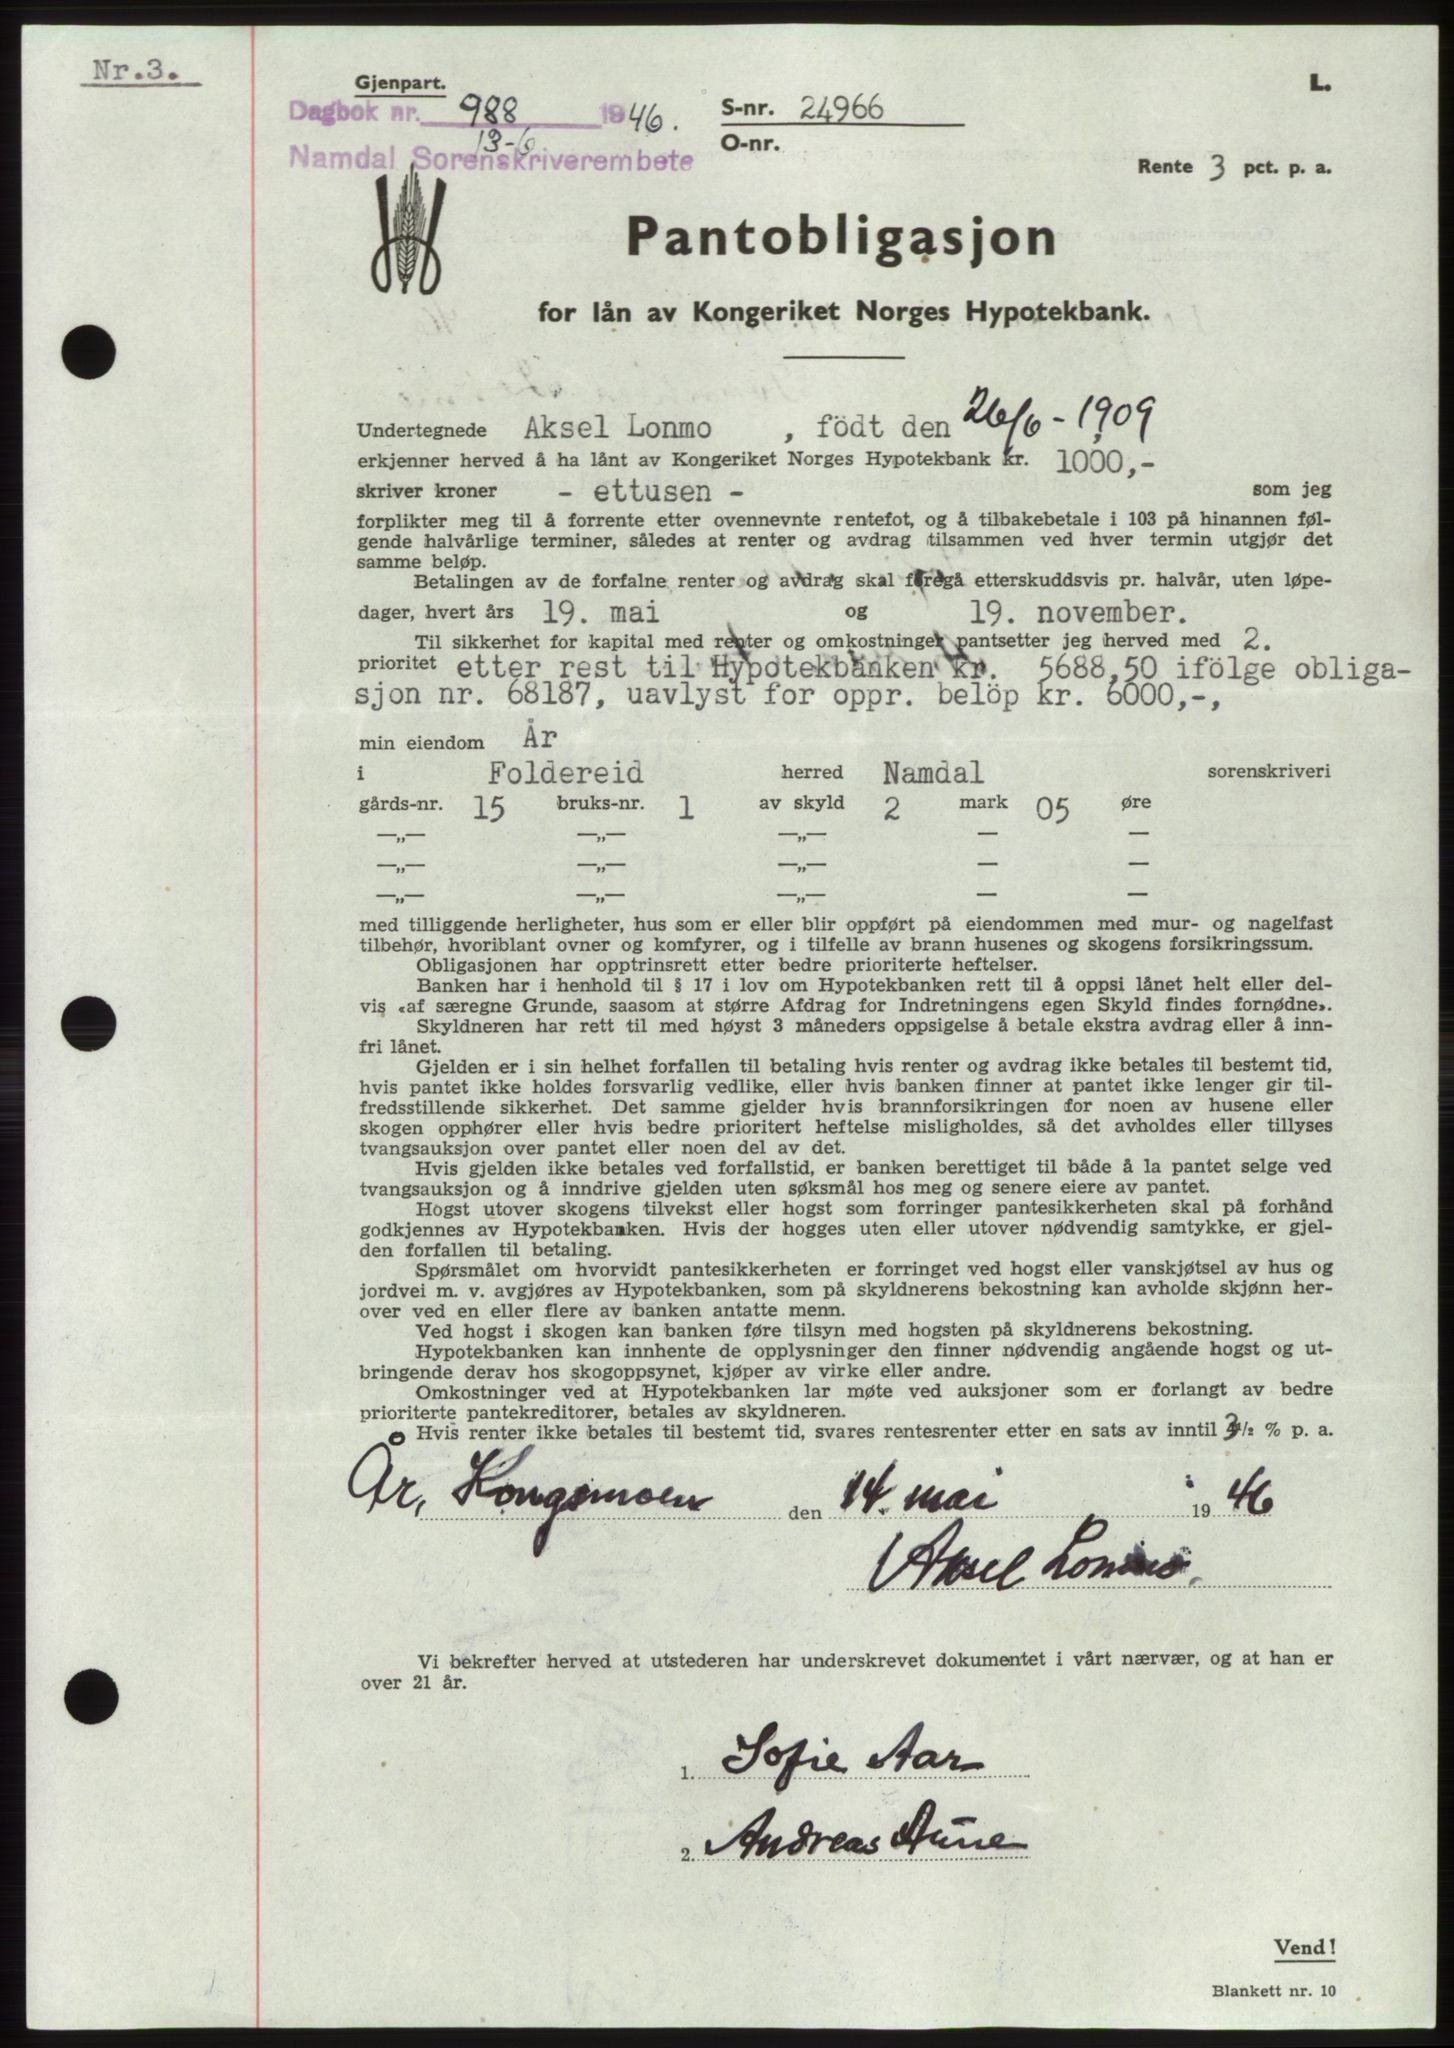 Nr.3.
Gjenpart.
L.
Dagbok nr. 988 1946.
13-6
Namdal Sorenskriverembete
S-nr. 24966
O-nr.
Rente 3 pct. p. a.
Pantobligasjon
for lån av Kongeriket Norges Hypotekbank.
Undertegnede Aksel Lonmo , födt den 26/6 - 1909
erkjenner herved å ha lånt av Kongeriket Norges Hypotekbank kr. 1000,-
skriver kroner - ettusen - som jeg
forplikter meg til å forrente etter ovennevnte rentefot, og å tilbakebetale i 103 på hinannen føl-
gende halvårlige terminer, således at renter og avdrag tilsammen ved hver termin utgjør det
samme beløp.
Betalingen av de forfalne renter og avdrag skal foregå etterskuddsvis pr. halvår, uten løpe-
dager, hvert års 19. mai og 19. november.
Til sikkerhet for kapital med renter og omkostninger pantsetter jeg herved med 2.
prioritet etter rest til Hypotekbanken kr. 5688,50 ifölge obliga-
sjon nr. 68187, uavlyst for oppr. belöp kr. 6000,-,
min eiendom År
i Foldereid herred Namdal sorenskriveri
gårds-nr. 15 bruks-nr. 1 av skyld 2 mark 05 øre
—„— —„— —„— — —
—„— —„— —„— — —
—„— —„— —„— — —
med tilliggende herligheter, hus som er eller blir oppført på eiendommen med mur- og nagelfast
tilbehør, hvoriblant ovner og komfyrer, og i tilfelle av brann husenes og skogens forsikringssum.
Obligasjonen har opptrinsrett etter bedre prioriterte heftelser.
Banken har i henhold til § 17 i lov om Hypotekbanken rett til å oppsi lånet helt eller del-
vis «af særegne Grunde, saasom at større Afdrag for Indretningens egen Skyld findes fornødne».
Skyldneren har rett til med høyst 3 måneders oppsigelse å betale ekstra avdrag eller å inn-
fri lånet.
Gjelden er i sin helhet forfallen til betaling hvis renter og avdrag ikke betales til bestemt tid,
hvis pantet ikke holdes forsvarlig vedlike, eller hvis banken finner at pantet ikke lenger gir til-
fredsstillende sikkerhet. Det samme gjelder hvis brannforsikringen for noen av husene eller
skogen opphører eller hvis bedre prioritert heftelse misligholdes, så det avholdes eller tillyses
tvangsauksjon over pantet eller noen del av det.
Hvis gjelden ikke betales ved forfallstid, er banken berettiget til både å la pantet selge ved
tvangsauksjon og å inndrive gjelden uten søksmål hos meg og senere eiere av pantet.
Hogst utover skogens tilvekst eller hogst som forringer pantesikkerheten skal på forhånd
godkjennes av Hypotekbanken. Hvis der hogges uten eller utover nødvendig samtykke, er gjel-
den forfallen til betaling.
Spørsmålet om hvorvidt pantesikkerheten er forringet ved hogst eller vanskjøtsel av hus og
jordvei m. v. avgjøres av Hypotekbanken, som på skyldnerens bekostning kan avholde skjønn her-
over ved en eller flere av banken antatte menn.
Ved hogst i skogen kan banken føre tilsyn med hogsten på skyldnerens bekostning.
Hypotekbanken kan innhente de opplysninger den finner nødvendig angående hogst og ut-
bringende derav hos skogoppsynet, kjøper av virke eller andre.
Omkostninger ved at Hypotekbanken lar møte ved auksjoner som er forlangt av bedre
prioriterte pantekreditorer, betales av skyldneren.
Hvis renter ikke betales til bestemt tid, svares rentesrenter etter en sats av inntil 3 1/2 % p. a.
År, Kongsmoen den 14. mai 1946
Aksel Lonmo
Vi bekrefter herved at utstederen har underskrevet dokumentet i vårt nærvær, og at han er
over 21 år.
1. Sofie Aar
2. Andreas Aune
Vend!
Blankett nr. 10